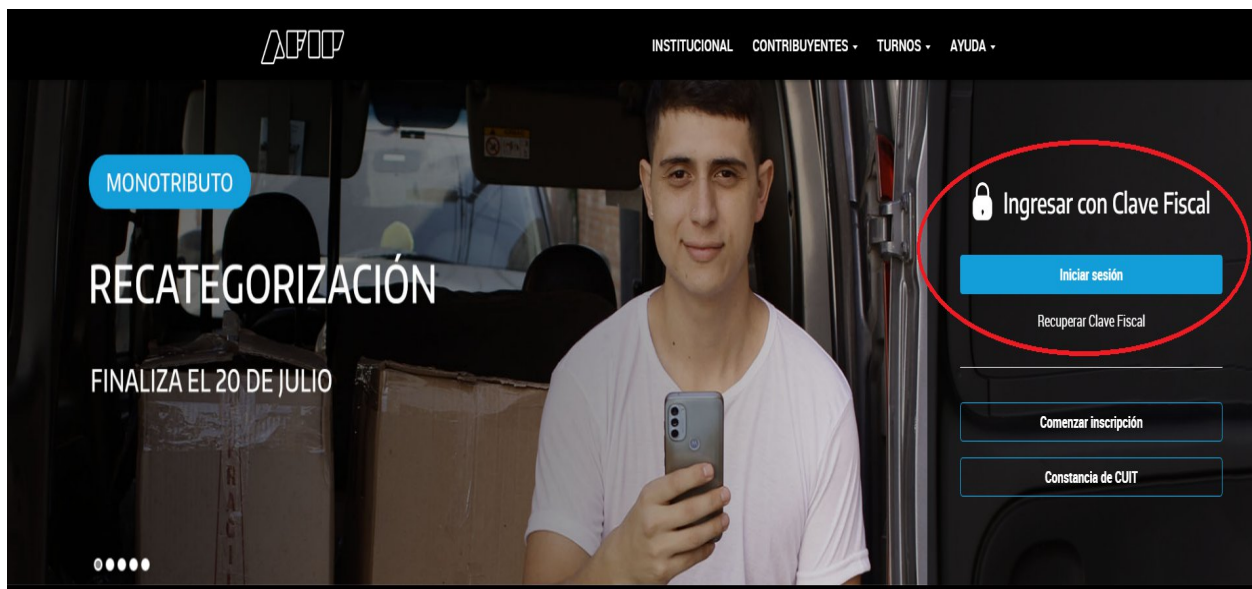 AFIP
INSTITUCIONAL CONTRIBUYENTES TURNOS AYUDA
MONOTRIBUTO
RECATEGORIZACIÓN
FINALIZA EL 20 DE JULIO
Ingresar con Clave Fiscal
Iniciar sesión
Recuperar Clave Fiscal
Comenzar inscripción
Constancia de CUIT